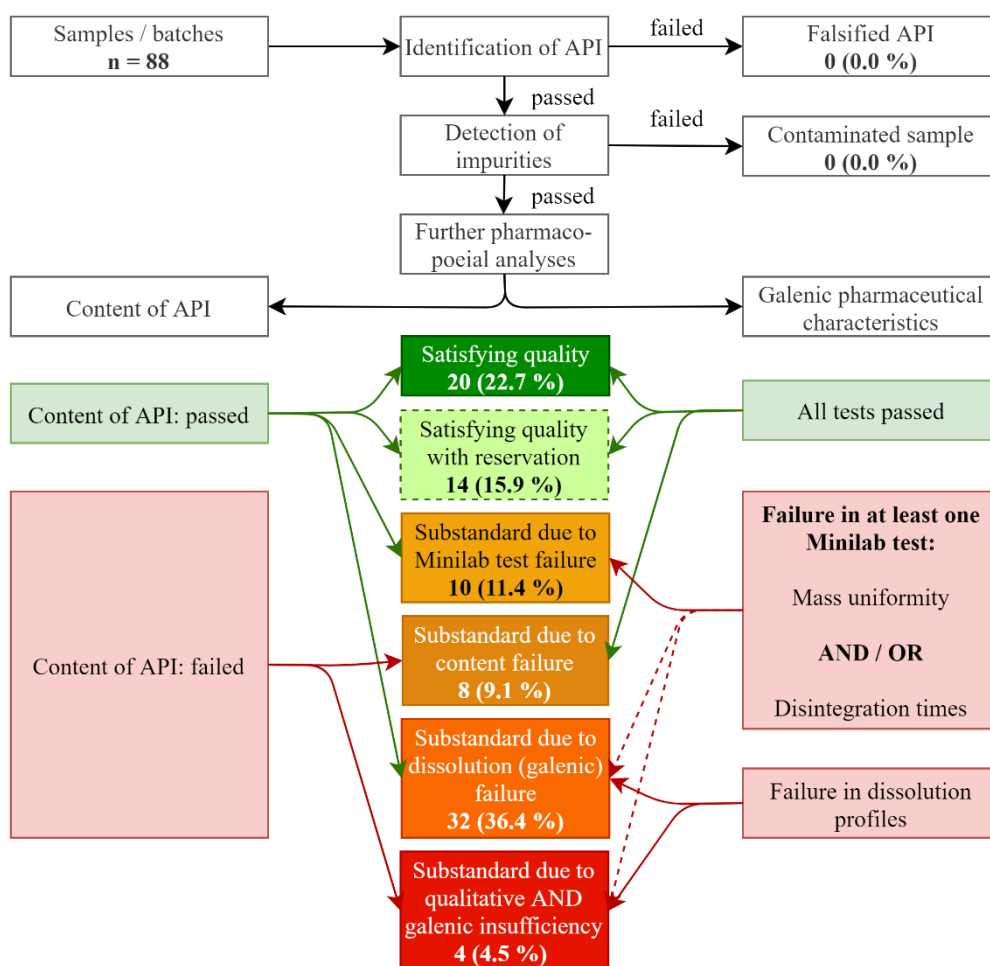 Samples / batches
n = 88
Identification of API
failed
Falsified API
0 (0.0 %)
passed
Detection of
impurities
failed
Contaminated sample
0 (0.0 %)
passed
Further pharmaco-
poeial analyses
Content of API
Galenic pharmaceutical
characteristics
Satisfying quality
20 (22.7 %)
Content of API: passed
All tests passed
Satisfying quality
with reservation
14 (15.9 %)
Substandard due to
Minilab test failure
10 (11.4 %)
Failure in at least one
Minilab test:
Mass uniformity
AND / OR
Disintegration times
Content of API: failed
Substandard due to
content failure
8 (9.1 %)
Substandard due to
dissolution (galenic)
failure
32 (36.4 %)
Failure in dissolution
profiles
Substandard due to
qualitative AND
galenic insufficiency
4 (4.5 %)